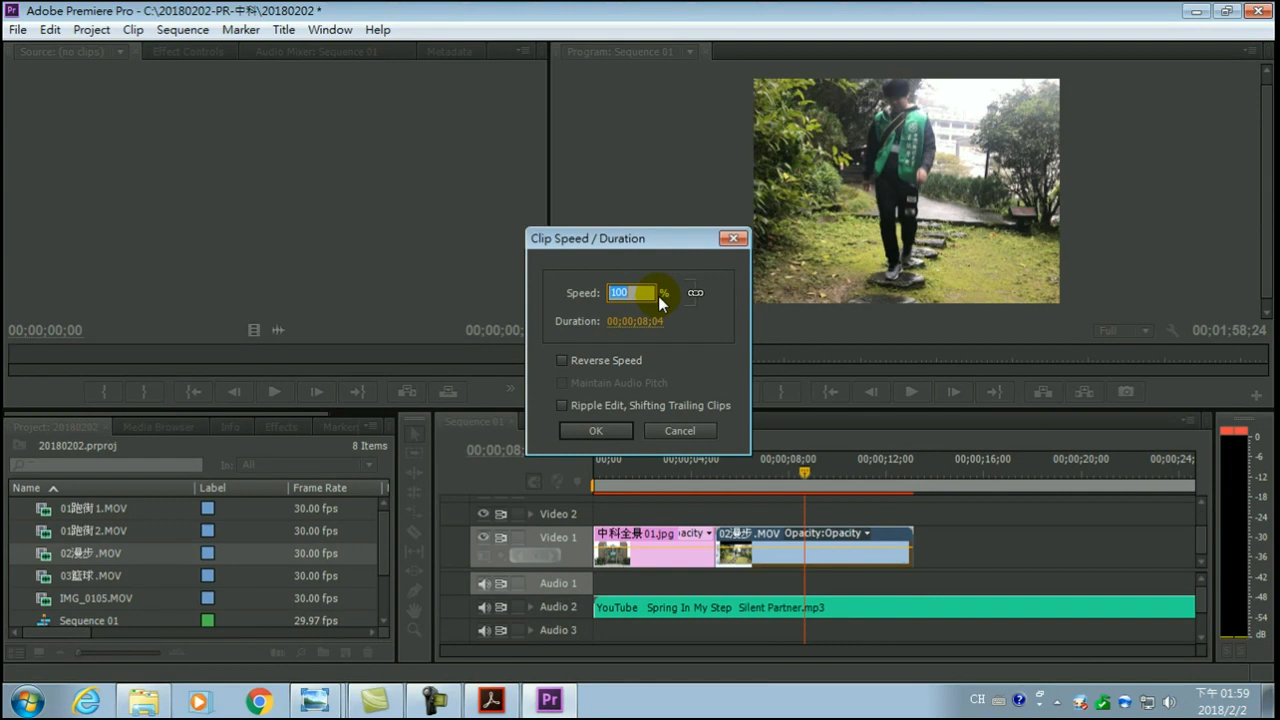 Adobe Premiere Pro - C:\20180202-PR-中科\20180202 *
File Edit Project Clip Sequence Marker Title Window Help
Source: (no clips) Effect Controls Audio Mixer: Sequence 01 Metadata
Program: Sequence 01
Clip Speed / Duration
Speed: 100 %
Duration: 00;00;08;04
Reverse Speed
Maintain Audio Pitch
Ripple Edit, Shifting Trailing Clips
OK Cancel
00;00;00;00
00;00;00;
Full
00;01;58;24
Project: 20180202 Media Browser Info Effects Marker
20180202.prproj
8 Items
In: All
Name Label Frame Rate
01跑衝 1.MOV 30.00 fps
01跑衝 2.MOV 30.00 fps
02漫步 .MOV 30.00 fps
03籃球 .MOV 30.00 fps
IMG_0105.MOV 30.00 fps
Sequence 01 29.97 fps
Sequence 01
00;00;08;
00;00 00;00;04;00 00;00;08;00 00;00;12;00 00;00;16;00 00;00;20;00 00;00;24;
Video 2
Video 1
中科全景 01.jpg acity
02漫步 .MOV Opacity:Opacity
Audio 1
Audio 2
YouTube Spring In My Step Silent Partner.mp3
Audio 3
0
-6
-12
-18
-24
-30
-36
-42
-48
-54
dB
S S
Pr
CH
下午 01:59
2018/2/2